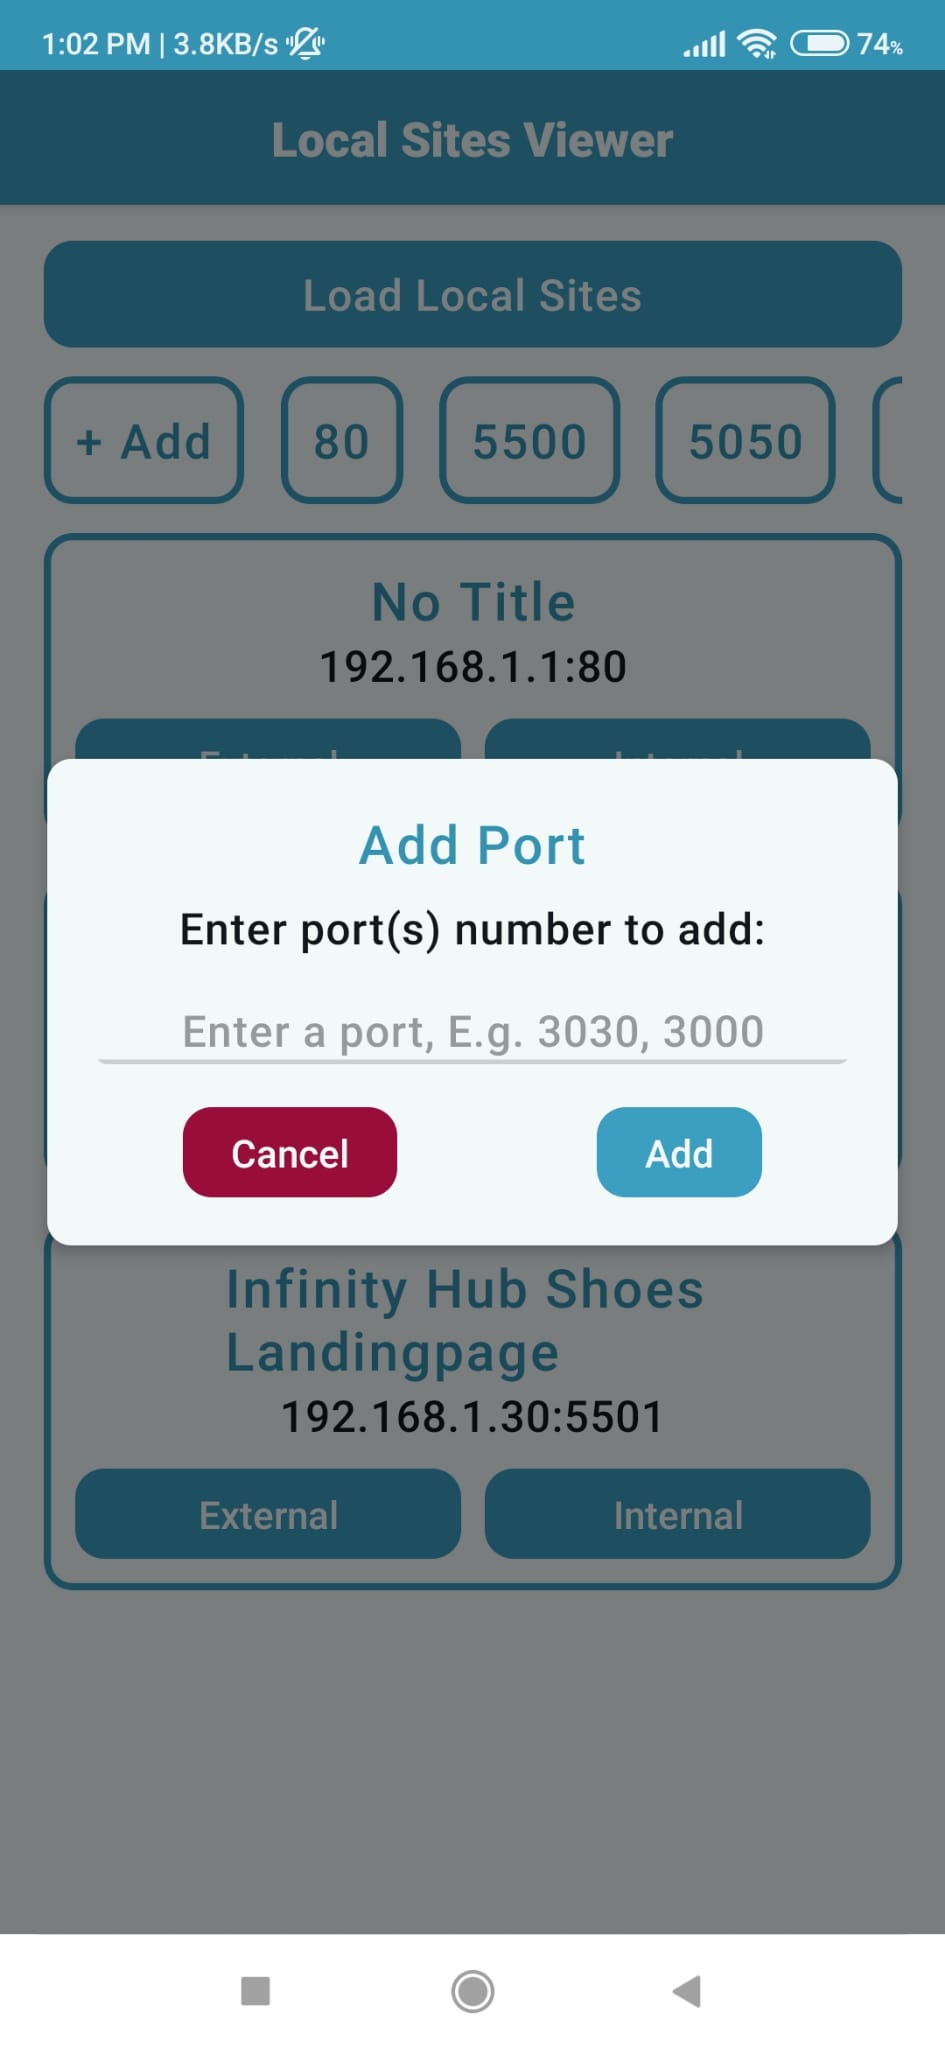 1:02 PM | 3.8KB/s 74%
Local Sites Viewer
Load Local Sites
+ Add 80 5500 5050
No Title
192.168.1.1:80
External Internal
Add Port
Enter port(s) number to add:
Enter a port, E.g. 3030, 3000
Cancel Add
Infinity Hub Shoes
Landingpage
192.168.1.30:5501
External Internal